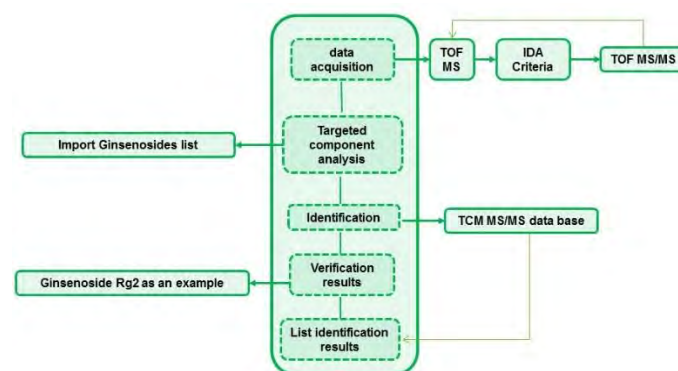 data
acquisition
TOF
MS
IDA
Criteria
TOF MS/MS
Targeted
component
analysis
Import Ginsenosides list
Identification
TCM MS/MS data base
Verification
results
Ginsenoside Rg2 as an example
List identification
results